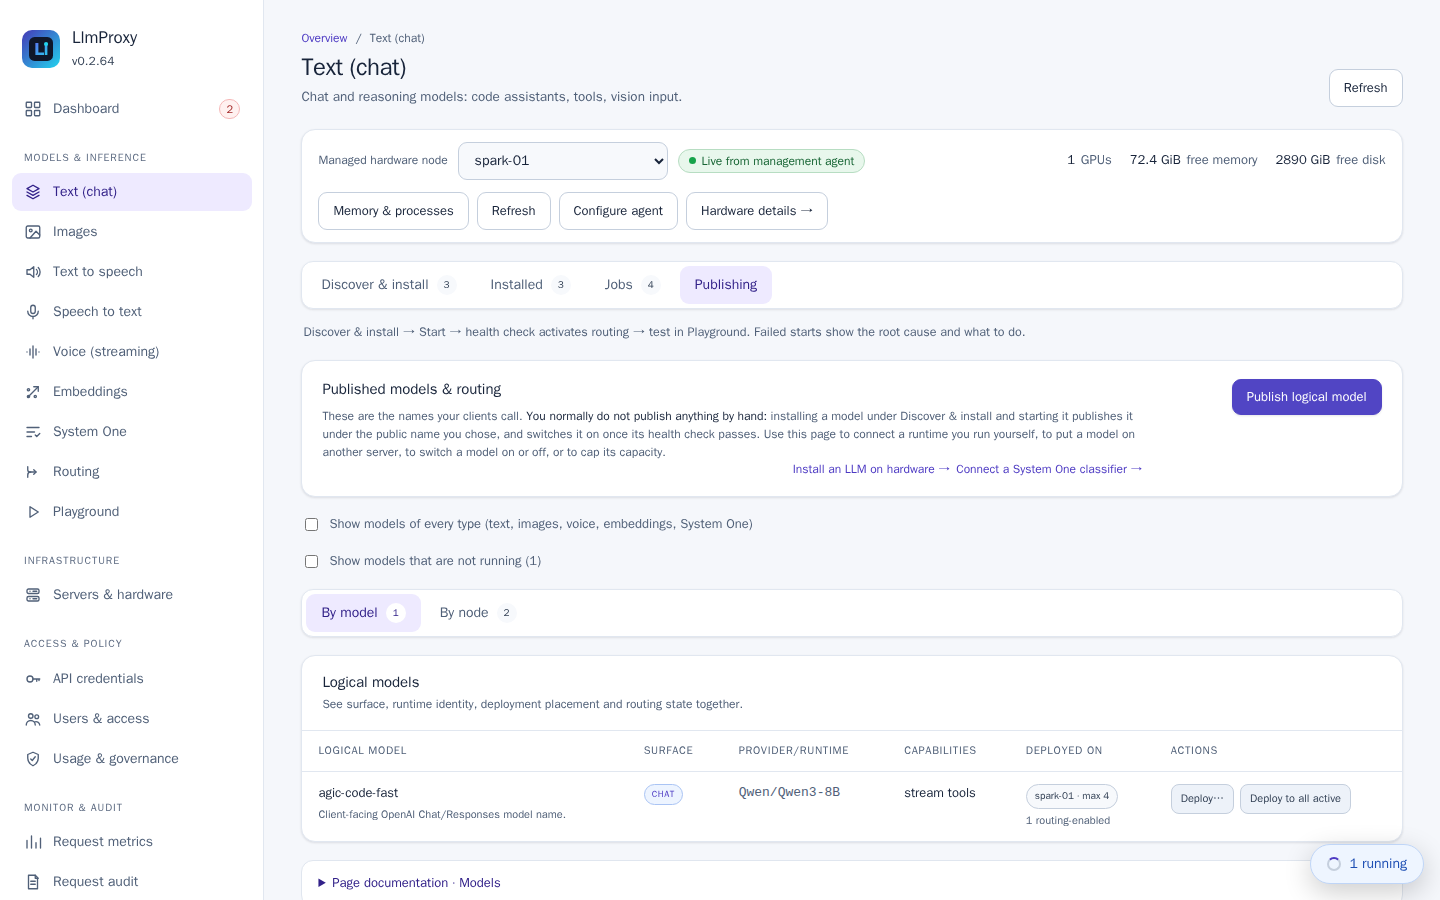 LlmProxy
v0.2.64
Dashboard
2
MODELS & INFERENCE
Text (chat)
Images
Text to speech
Speech to text
Voice (streaming)
Embeddings
System One
Routing
Playground
INFRASTRUCTURE
Servers & hardware
ACCESS & POLICY
API credentials
Users & access
Usage & governance
MONITOR & AUDIT
Request metrics
Request audit
Overview / Text (chat)
Text (chat)
Chat and reasoning models: code assistants, tools, vision input.
Refresh
Managed hardware node spark-01 Live from management agent 1 GPUs 72.4 GiB free memory 2890 GiB free disk
Memory & processes Refresh Configure agent Hardware details →
Discover & install 3 Installed 3 Jobs 4 Publishing
Discover & install → Start → health check activates routing → test in Playground. Failed starts show the root cause and what to do.
Published models & routing
Publish logical model
These are the names your clients call. You normally do not publish anything by hand: installing a model under Discover & install and starting it publishes it
under the public name you chose, and switches it on once its health check passes. Use this page to connect a runtime you run yourself, to put a model on
another server, to switch a model on or off, or to cap its capacity.
Install an LLM on hardware → Connect a System One classifier →
Show models of every type (text, images, voice, embeddings, System One)
Show models that are not running (1)
By model 1 By node 2
Logical models
See surface, runtime identity, deployment placement and routing state together.
LOGICAL MODEL SURFACE PROVIDER/RUNTIME CAPABILITIES DEPLOYED ON ACTIONS
agic-code-fast CHAT Qwen/Qwen3-8B stream tools spark-01 · max 4 Deploy… Deploy to all active
Client-facing OpenAI Chat/Responses model name. 1 routing-enabled
1 running
▶ Page documentation · Models